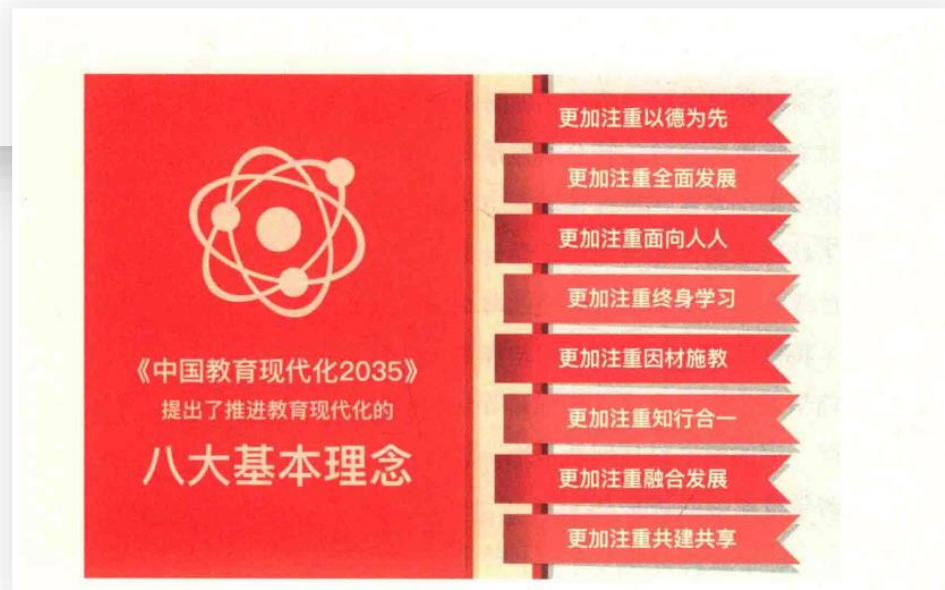 《中国教育现代化2035》
提出了推进教育现代化的
八大基本理念
更加注重以德为先
更加注重全面发展
更加注重面向人人
更加注重终身学习
更加注重因材施教
更加注重知行合一
更加注重融合发展
更加注重共建共享